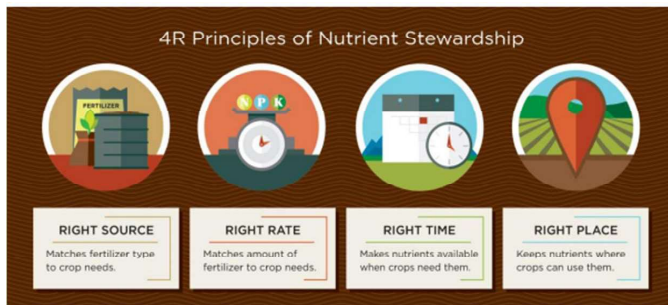 4R Principles of Nutrient Stewardship
FERTILIZER
N P K
RIGHT SOURCE
Matches fertilizer type
to crop needs.
RIGHT RATE
Matches amount of
fertilizer to crop needs.
RIGHT TIME
Makes nutrients available
when crops need them.
RIGHT PLACE
Keeps nutrients where
crops can use them.